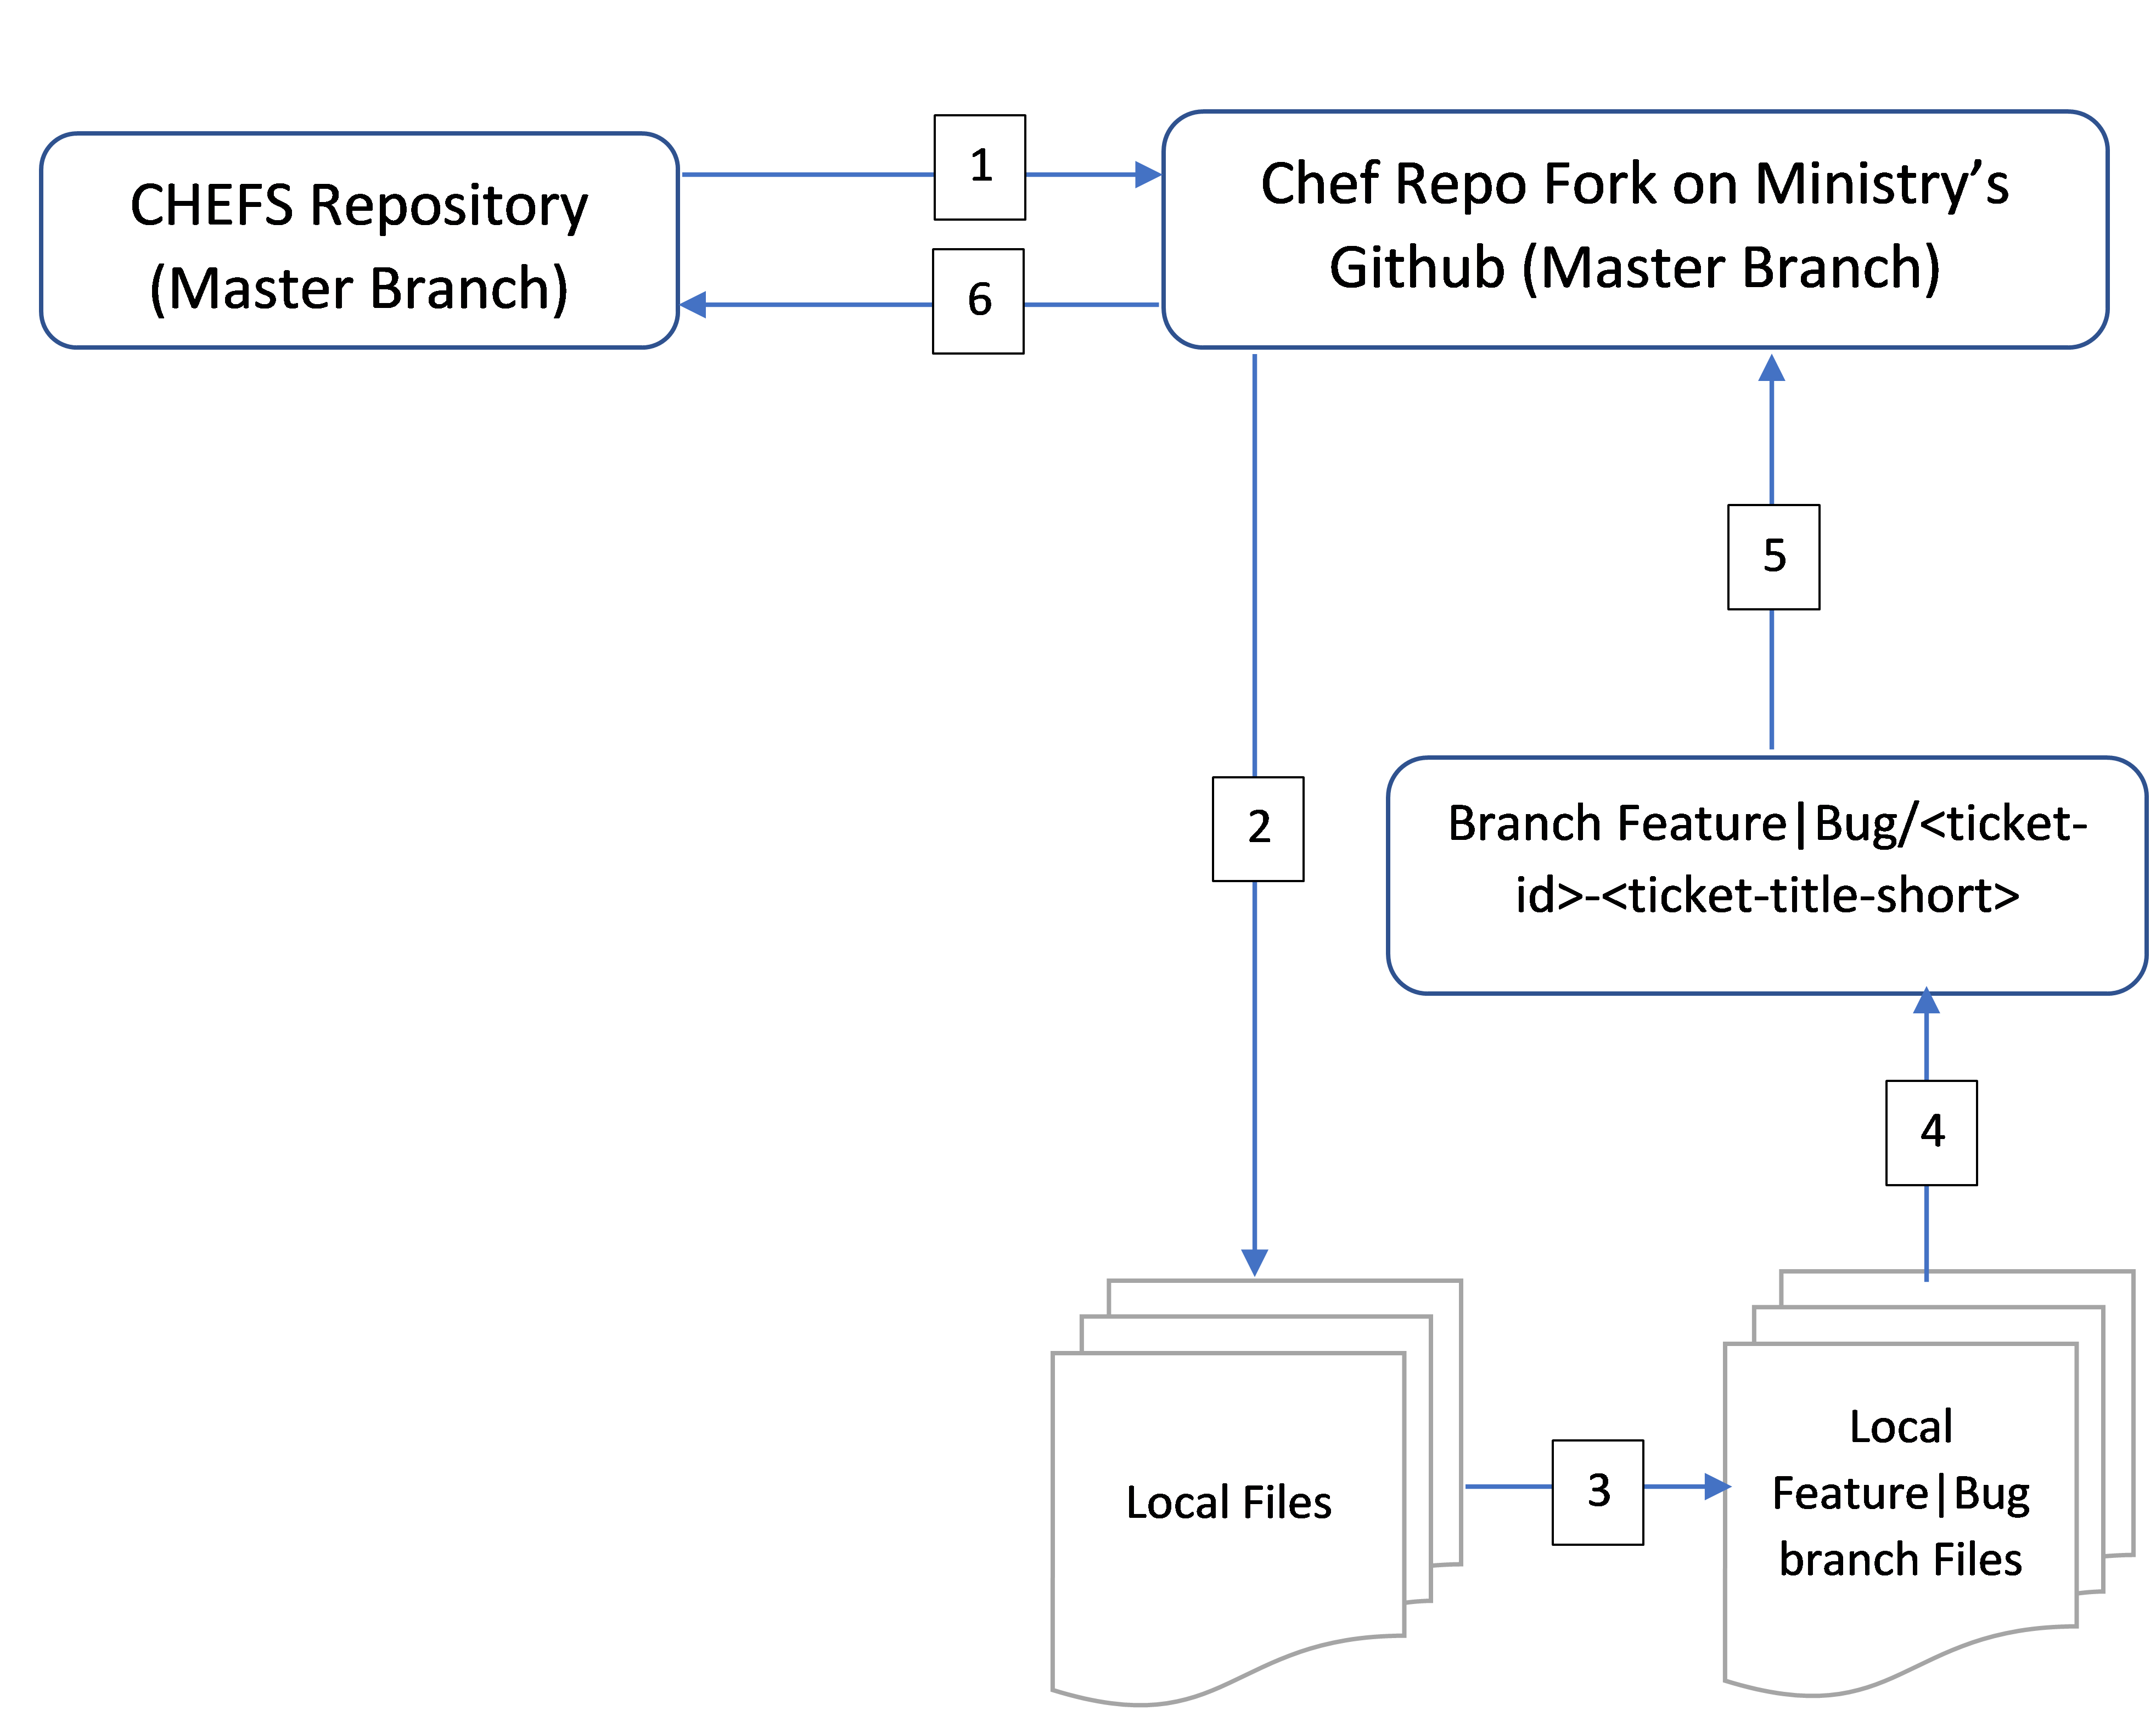 CHEFS Repository
(Master Branch)
1
6
Chef Repo Fork on Ministry’s
Github (Master Branch)
5
2
Branch Feature|Bug/<ticket-
id>-<ticket-title-short>
4
Local Files
3
Local
Feature|Bug
branch Files